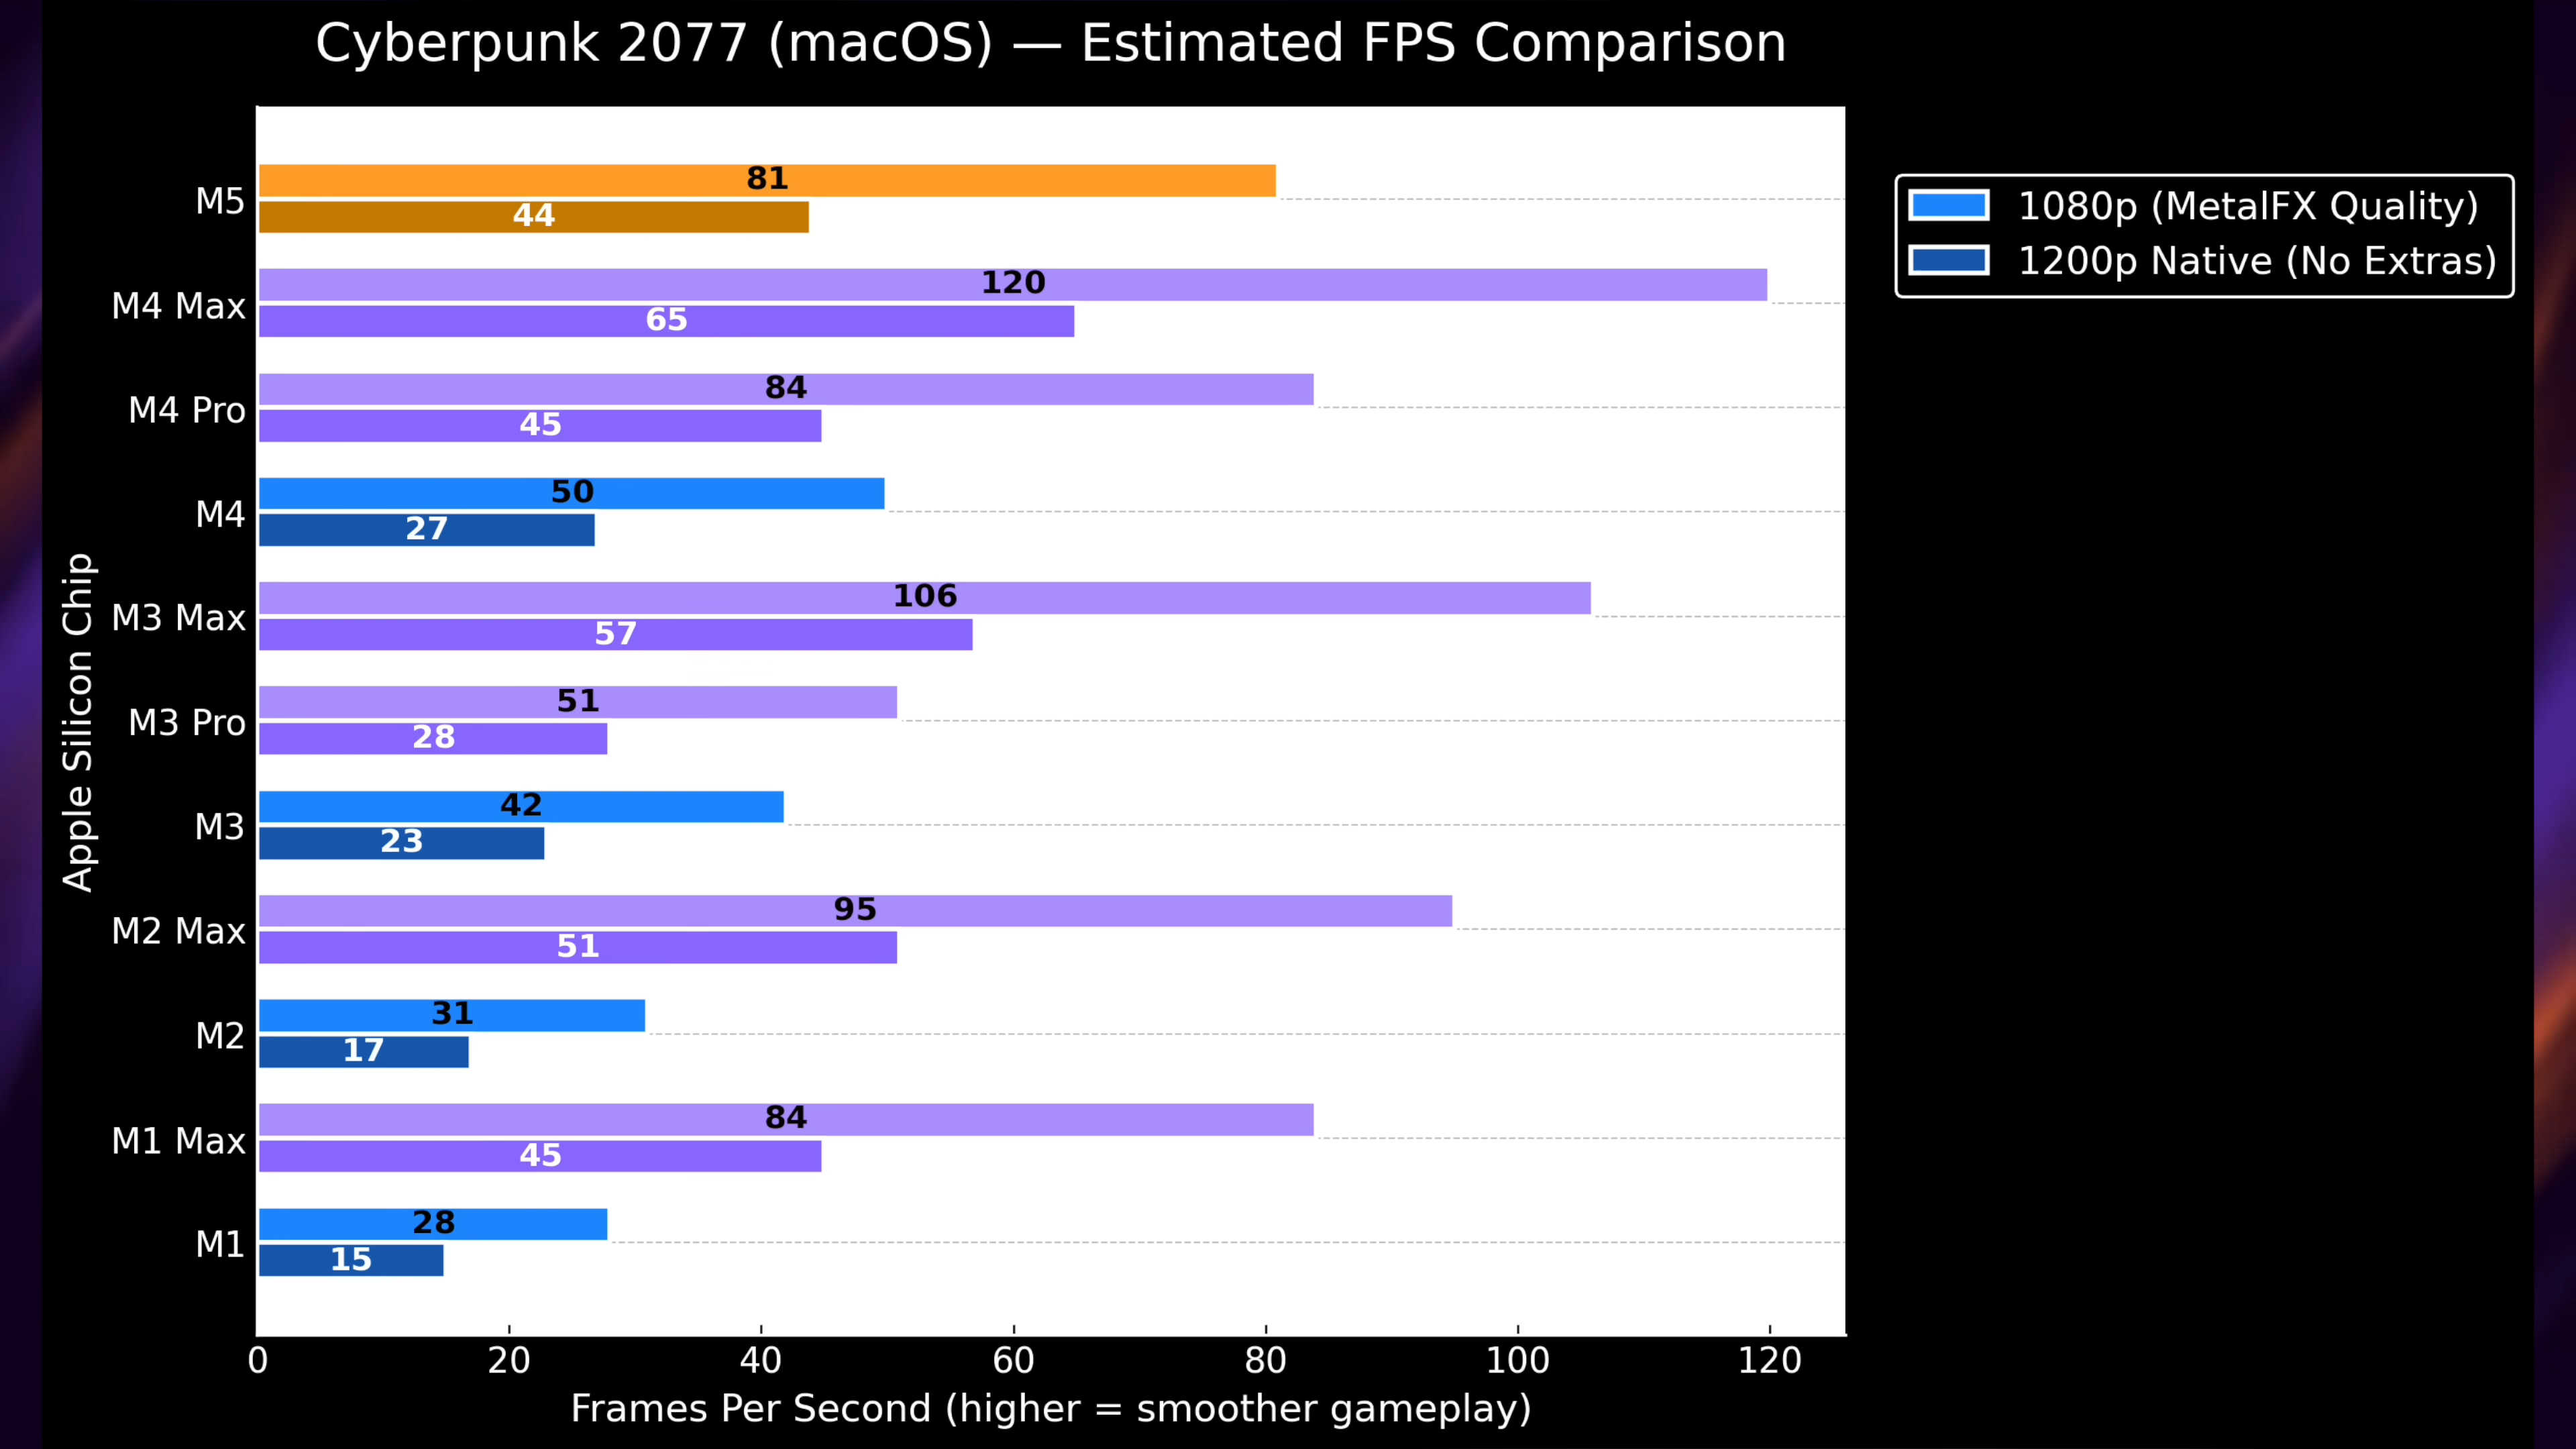 Cyberpunk 2077 (macOS) — Estimated FPS Comparison
1080p (MetalFX Quality)
1200p Native (No Extras)
Apple Silicon Chip
M5
81
44
M4 Max
120
65
M4 Pro
84
45
M4
50
27
M3 Max
106
57
M3 Pro
51
28
M3
42
23
M2 Max
95
51
M2
31
17
M1 Max
84
45
M1
28
15
0 20 40 60 80 100 120
Frames Per Second (higher = smoother gameplay)